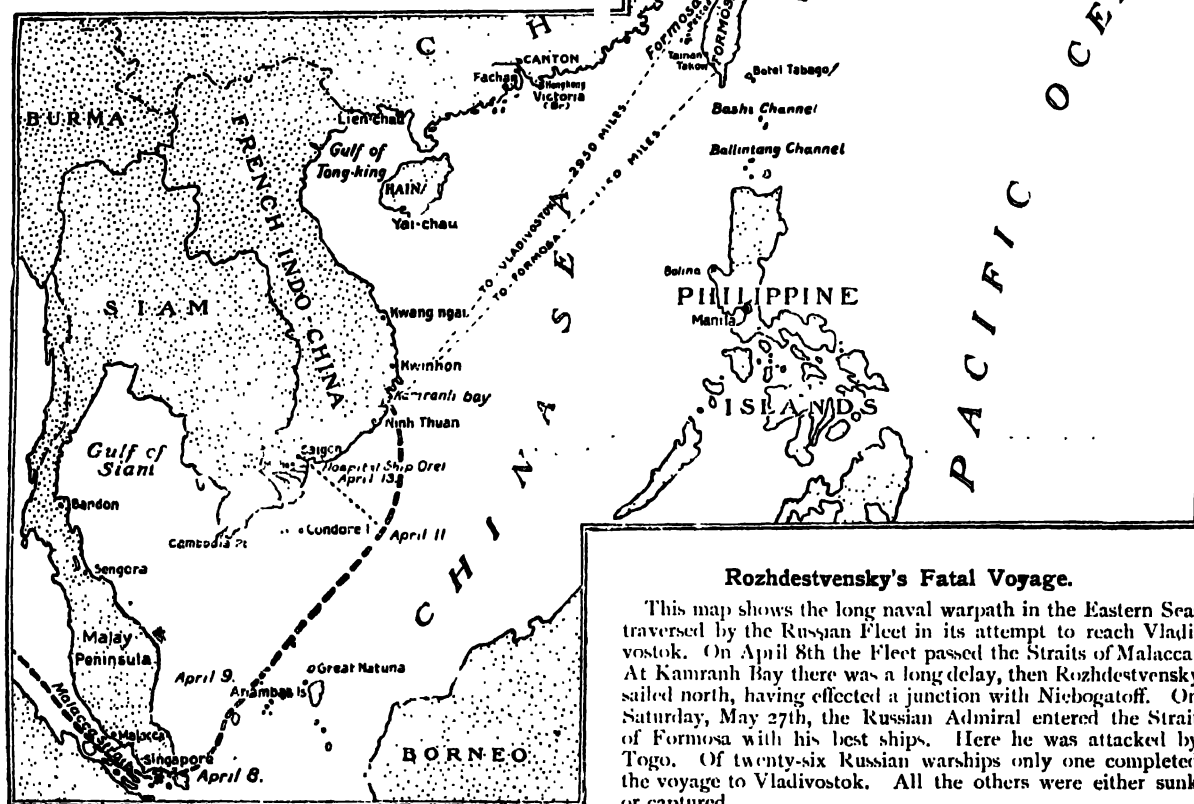 C H
CANTON
Fachan
Hongkong
Victoria
(Br)
BURMA
Lien-chau
Gulf of
Tong-king
HAINA
Yai-chau
FRENCH INDO-CHINA
SIAM
Kwang ngai
Kwinhon
Kamranh bay
Ninh Thuan
Saigon
Hospital Ship Orel
April 13
Gulf of
Siam
Bandon
Condore I
April 11
Cambodia Pt
Sengora
Malay
Peninsula
April 9.
Great Natuna
Anambas Is
Malacca
Singapore
April 8.
BORNEO
CHINA SEA
TO VLADIVOSTOK 2950 MILES.
TO FORMOSA MILES.
Formosa
FORMOSA
Tainan
Takow
Botel Tabago
Bashi Channel
Ballintang Channel
Bolina
PHILIPPINE
Manila
ISLANDS
PACIFIC OCE
Rozhdestvensky's Fatal Voyage.
This map shows the long naval warpath in the Eastern Sea
traversed by the Russian Fleet in its attempt to reach Vladi
vostok. On April 8th the Fleet passed the Straits of Malacca
At Kamranh Bay there was a long delay, then Rozhdestvensky
sailed north, having effected a junction with Niebogatoff. On
Saturday, May 27th, the Russian Admiral entered the Strait
of Formosa with his best ships. Here he was attacked by
Togo. Of twenty-six Russian warships only one completed
the voyage to Vladivostok. All the others were either sunk
or captured